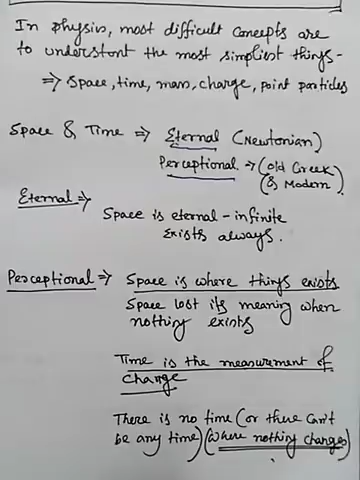 In physics, most difficult concepts are
to understant the most simpliest things-
⇒ Space, time, mass, charge, point particles
Space & Time ⇒ Eternal (Newtonian)
Perceptional → (Old Greek
& Modern)
Eternal ⇒
Space is eternal - infinite
exists always.
Perceptional ⇒ Space is where things exists
Space lost its meaning when
nothing exists
Time is the measurement of
change
There is no time (or there can't
be any time) (where nothing changes)